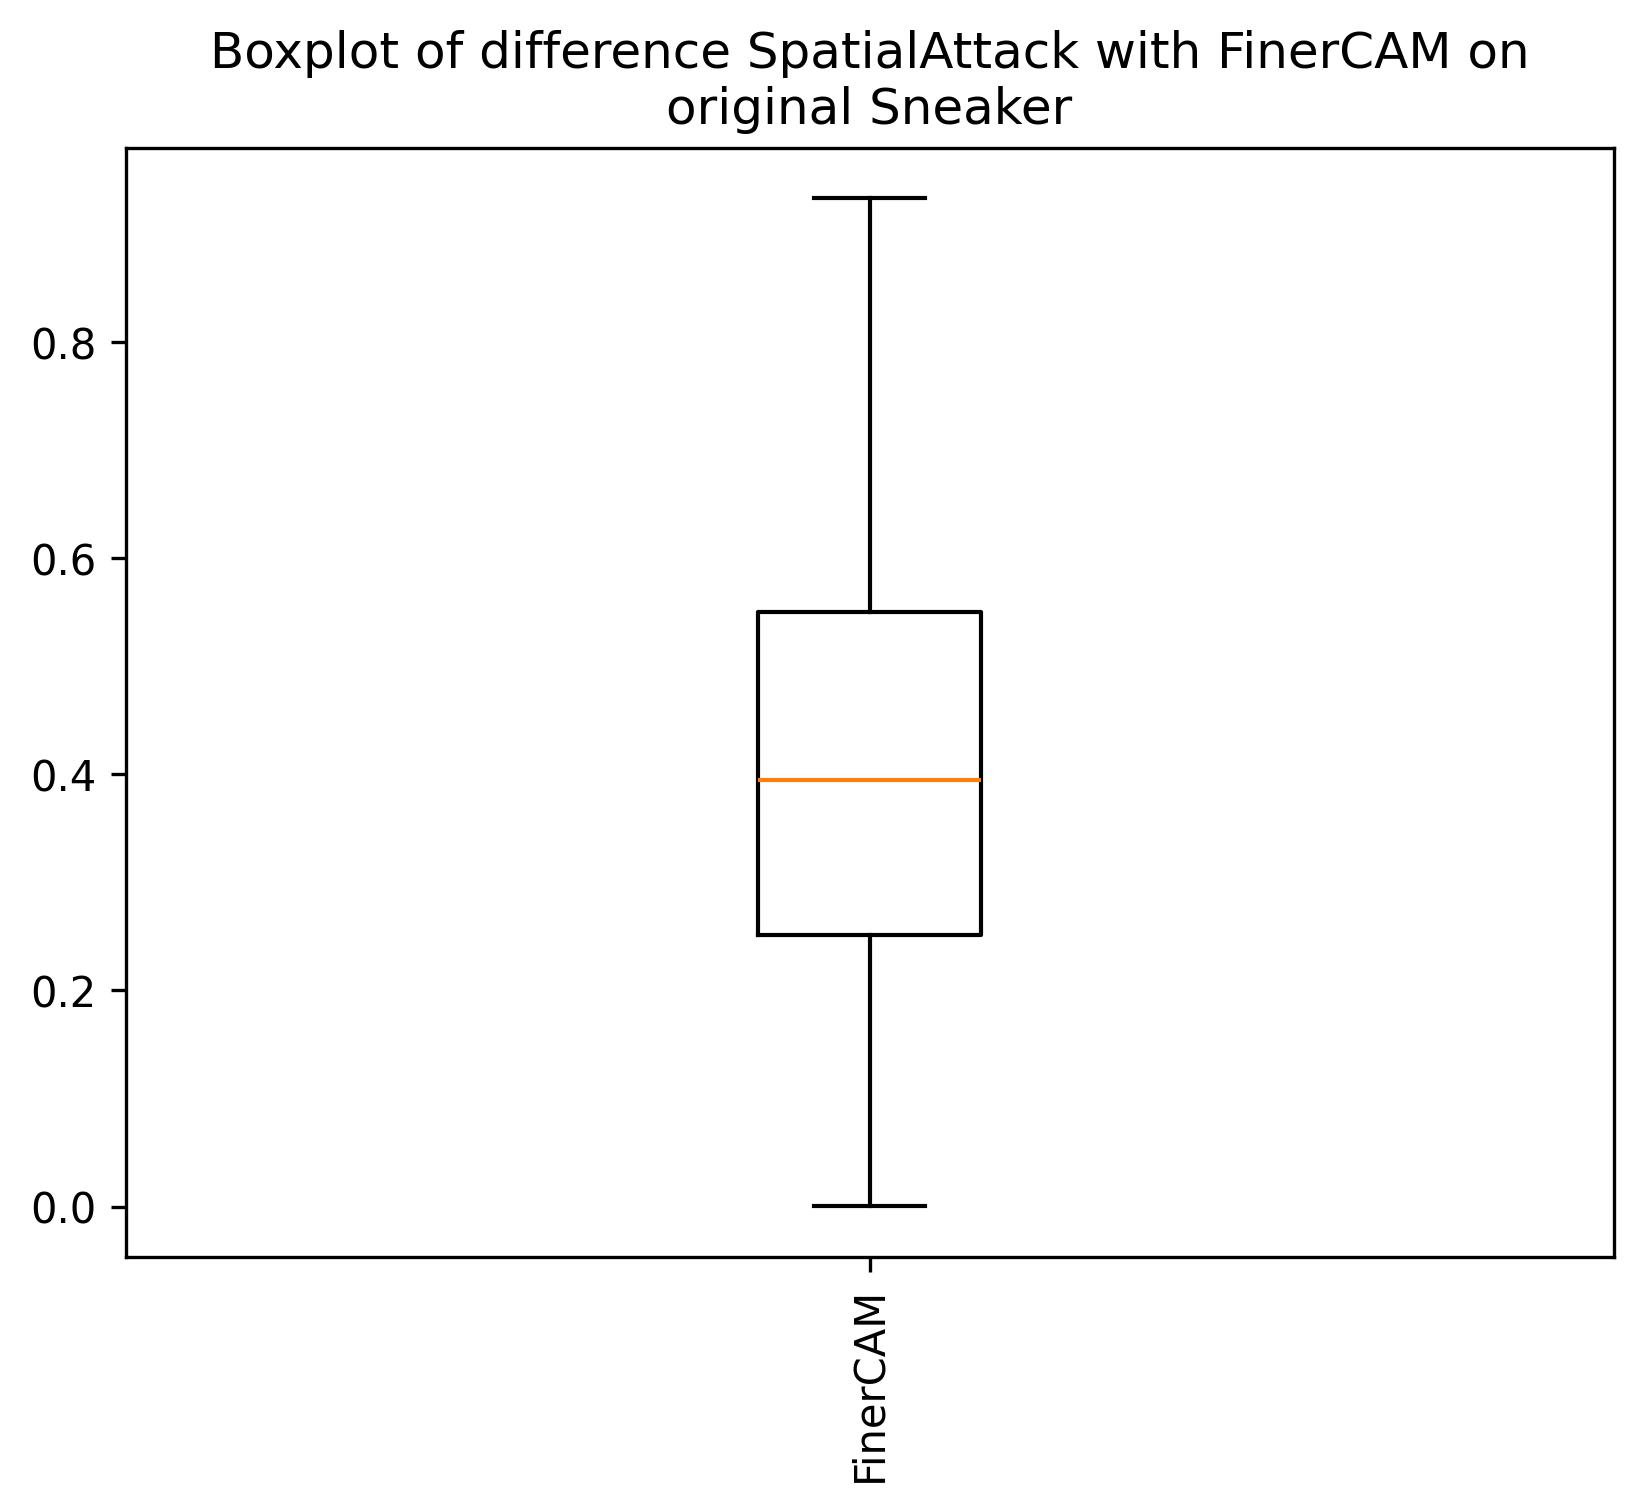 Boxplot of difference SpatialAttack with FinerCAM on
original Sneaker
0.8
0.6
0.4
0.2
0.0
FinerCAM